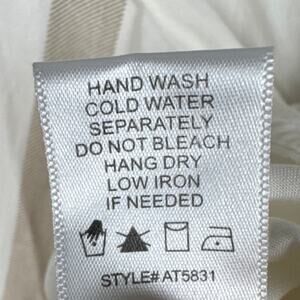 HAND WASH
COLD WATER
SEPARATELY
DO NOT BLEACH
HANG DRY
LOW IRON
IF NEEDED
STYLE# AT5831